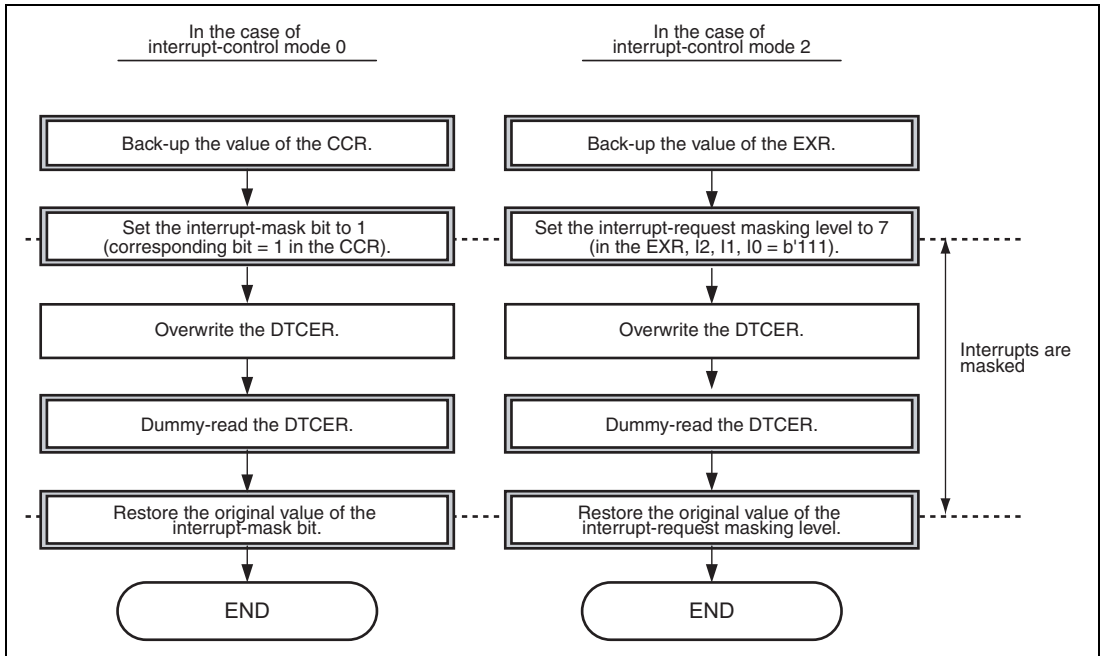 In the case of
interrupt-control mode 0
Back-up the value of the CCR.
Set the interrupt-mask bit to 1
(corresponding bit = 1 in the CCR).
Overwrite the DTCER.
Dummy-read the DTCER.
Restore the original value of the
interrupt-mask bit.
END
In the case of
interrupt-control mode 2
Back-up the value of the EXR.
Set the interrupt-request masking level to 7
(in the EXR, I2, I1, I0 = b'111).
Overwrite the DTCER.
Dummy-read the DTCER.
Restore the original value of the
interrupt-request masking level.
END
Interrupts are
masked